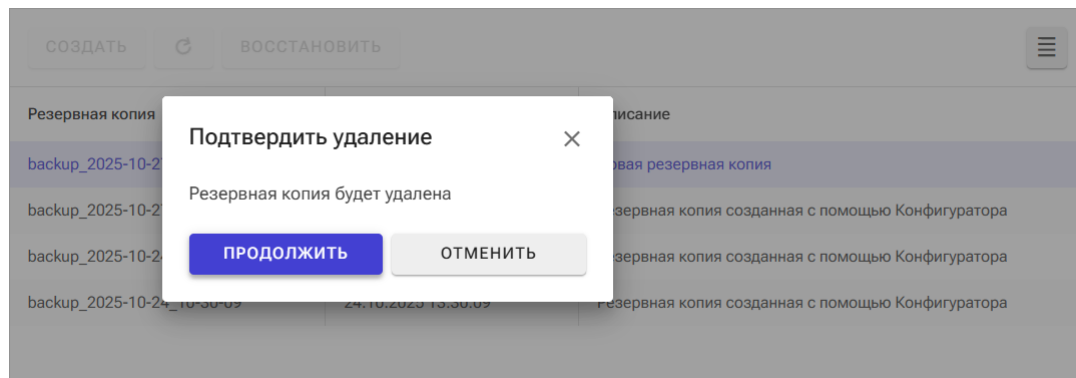 СОЗДАТЬ ВОССТАНОВИТЬ
Резервная копия писание
Подтвердить удаление
backup_2025-10-2 вая резервная копия
Резервная копия будет удалена
backup_2025-10-2 езервная копия созданная с помощью Конфигуратора
ПРОДОЛЖИТЬ ОТМЕНИТЬ
backup_2025-10-2 езервная копия созданная с помощью Конфигуратора
backup_2025-10-24_10-30-09 24.10.2025 13:30:09 Резервная копия созданная с помощью Конфигуратора